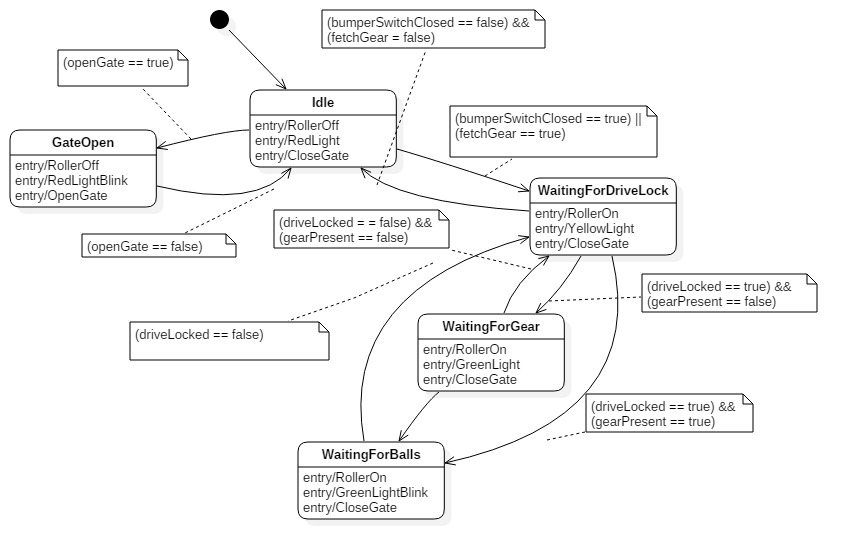 (bumperSwitchClosed == false) &&
(fetchGear = false)
(openGate == true)
Idle
entry/RollerOff
entry/RedLight
entry/CloseGate
(bumperSwitchClosed == true) ||
(fetchGear == true)
GateOpen
entry/RollerOff
entry/RedLightBlink
entry/OpenGate
WaitingForDriveLock
entry/RollerOn
entry/YellowLight
entry/CloseGate
(driveLocked = = false) &&
(gearPresent == false)
(openGate == false)
(driveLocked == true) &&
(gearPresent == false)
(driveLocked == false)
WaitingForGear
entry/RollerOn
entry/GreenLight
entry/CloseGate
(driveLocked == true) &&
(gearPresent == true)
WaitingForBalls
entry/RollerOn
entry/GreenLightBlink
entry/CloseGate